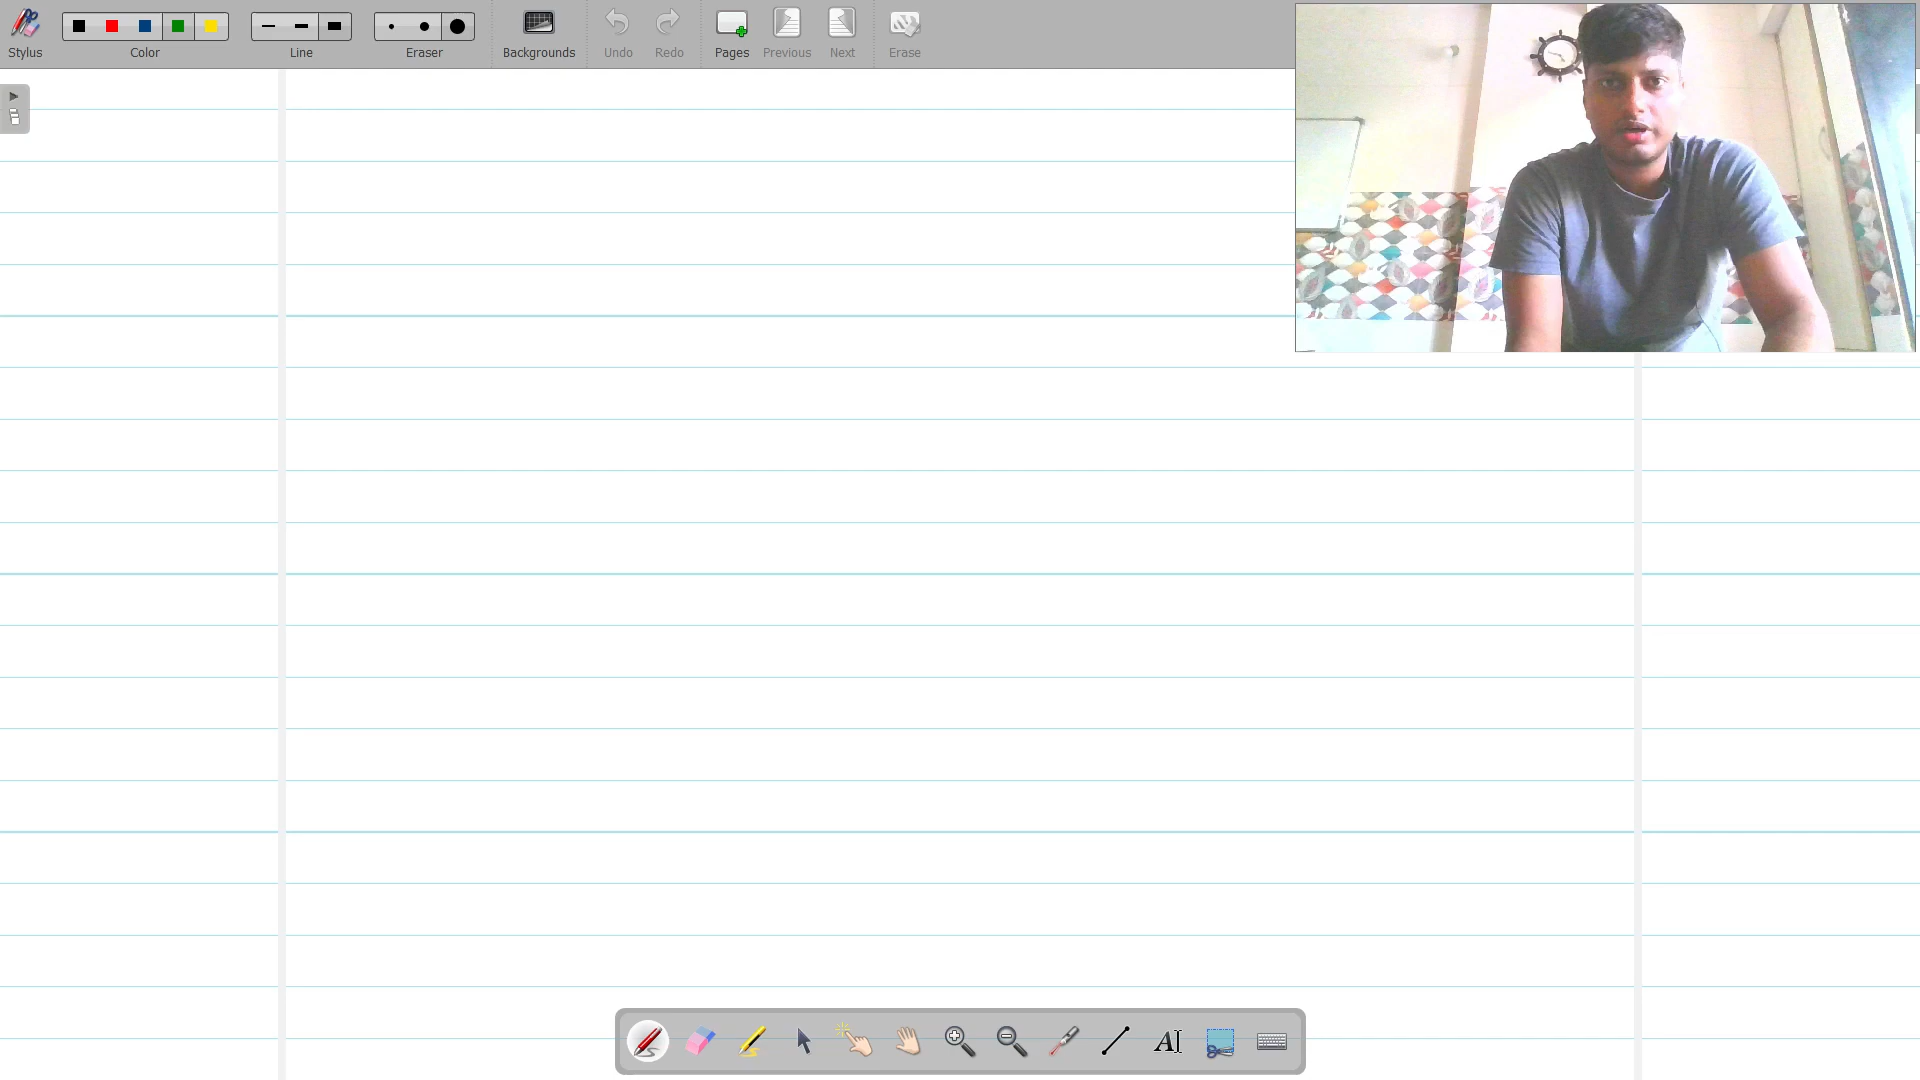 Stylus
Color
Line
Eraser
Backgrounds
Undo
Redo
Pages
Previous
Next
Erase
A